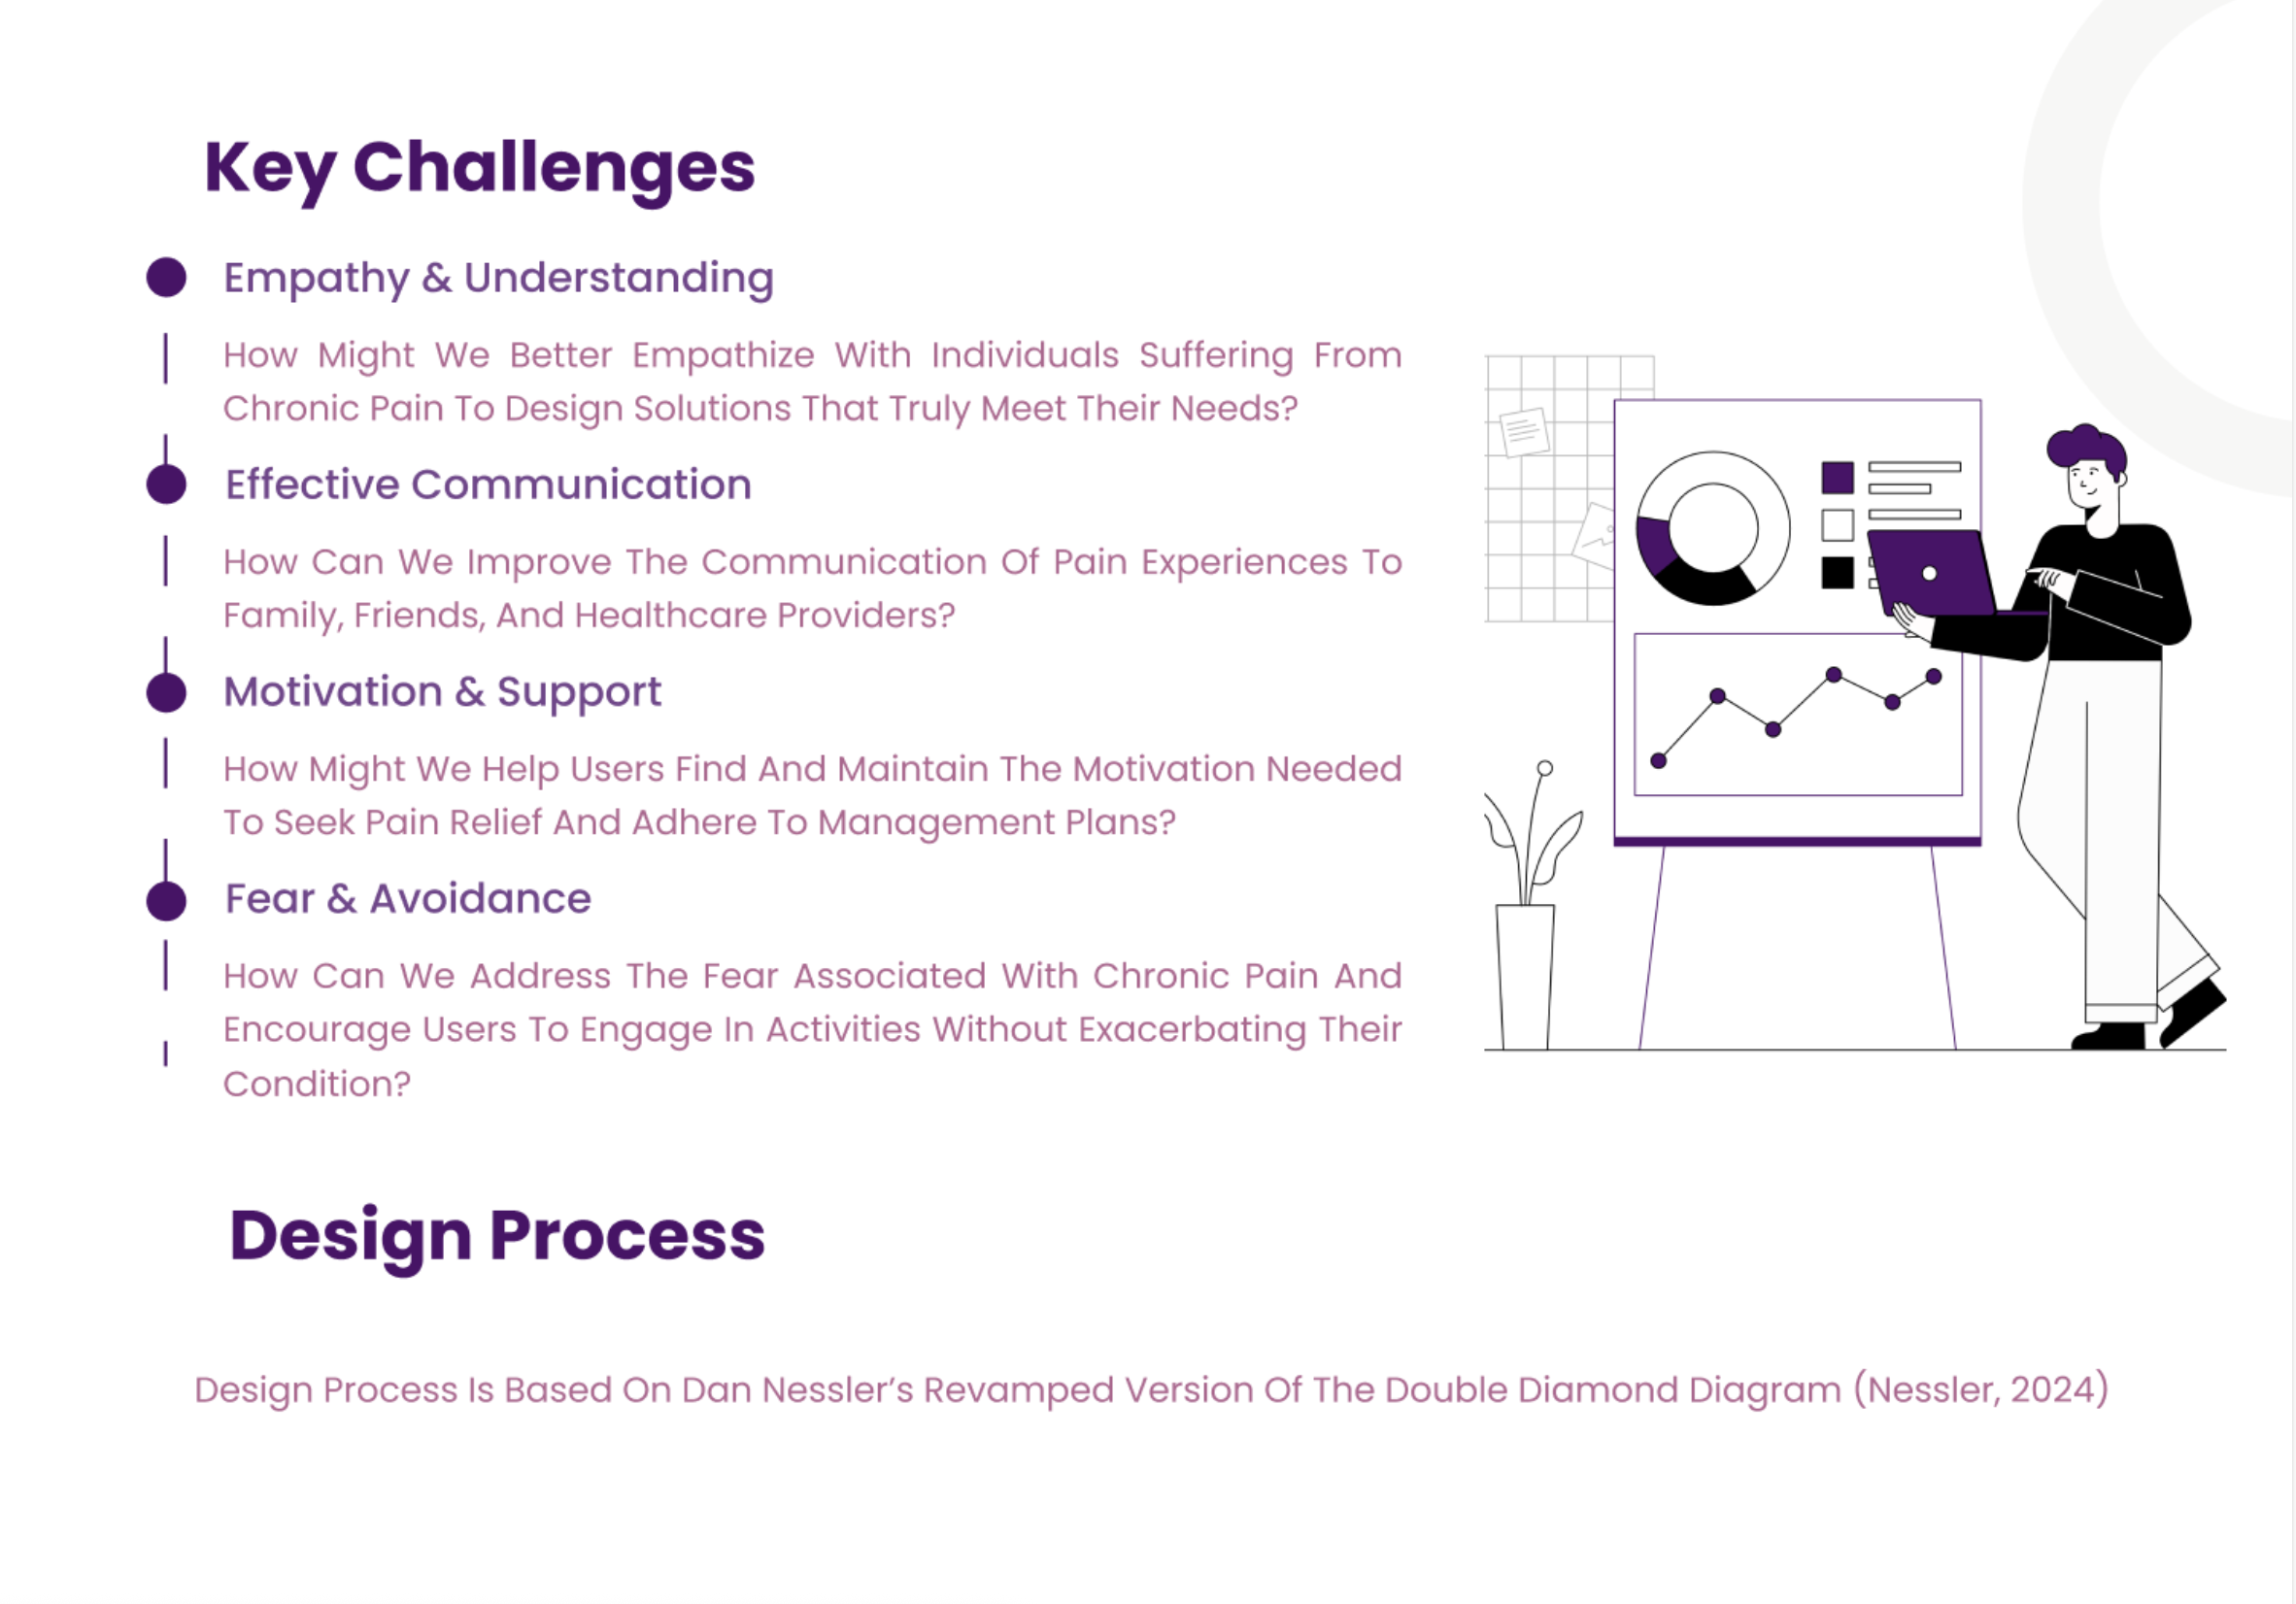 Key Challenges
Empathy & Understanding
How Might We Better Empathize With Individuals Suffering From
Chronic Pain To Design Solutions That Truly Meet Their Needs?
Effective Communication
How Can We Improve The Communication Of Pain Experiences To
Family, Friends, And Healthcare Providers?
Motivation & Support
How Might We Help Users Find And Maintain The Motivation Needed
To Seek Pain Relief And Adhere To Management Plans?
Fear & Avoidance
How Can We Address The Fear Associated With Chronic Pain And
Encourage Users To Engage In Activities Without Exacerbating Their
Condition?
Design Process
Design Process Is Based On Dan Nessler’s Revamped Version Of The Double Diamond Diagram (Nessler, 2024)